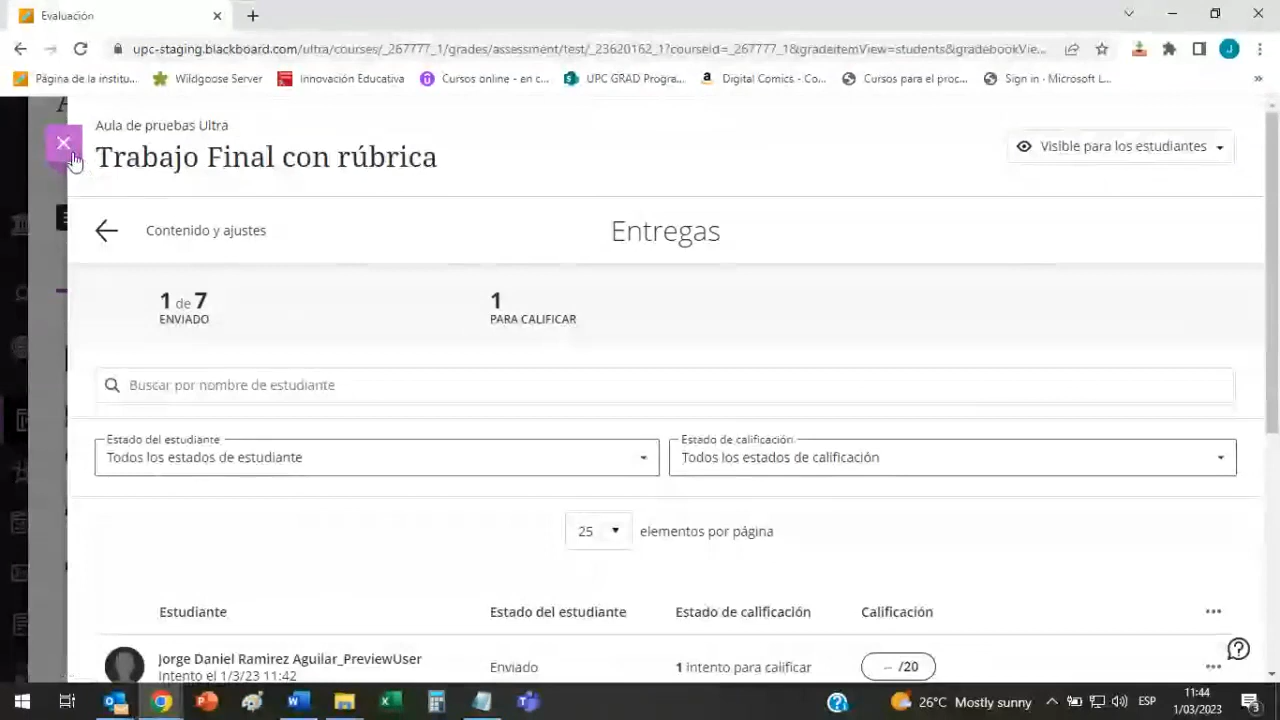 Evaluación
upc-staging.blackboard.com/ultra/courses/_267777_1/grades/assessment/test/_23620162_1?courseId=_267777_1&gradeitemView=students&gradebookVie...
J
Página de la institu...
Wildgoose Server
Innovación Educativa
Cursos online - en c...
UPC GRAD Progra...
Digital Comics - Co...
Cursos para el proc...
Sign in - Microsoft L...
»
Aula de pruebas Ultra
Trabajo Final con rúbrica
Visible para los estudiantes
Contenido y ajustes
Entregas
1 de 7
ENVIADO
1
PARA CALIFICAR
Buscar por nombre de estudiante
Estado del estudiante
Todos los estados de estudiante
Estado de calificación
Todos los estados de calificación
25
elementos por página
Estudiante
Estado del estudiante
Estado de calificación
Calificación
Jorge Daniel Ramirez Aguilar_PreviewUser
Intento el 1/3/23 11:42
Enviado
1 intento para calificar
-- /20
26°C Mostly sunny
ESP
11:44
1/03/2023
3